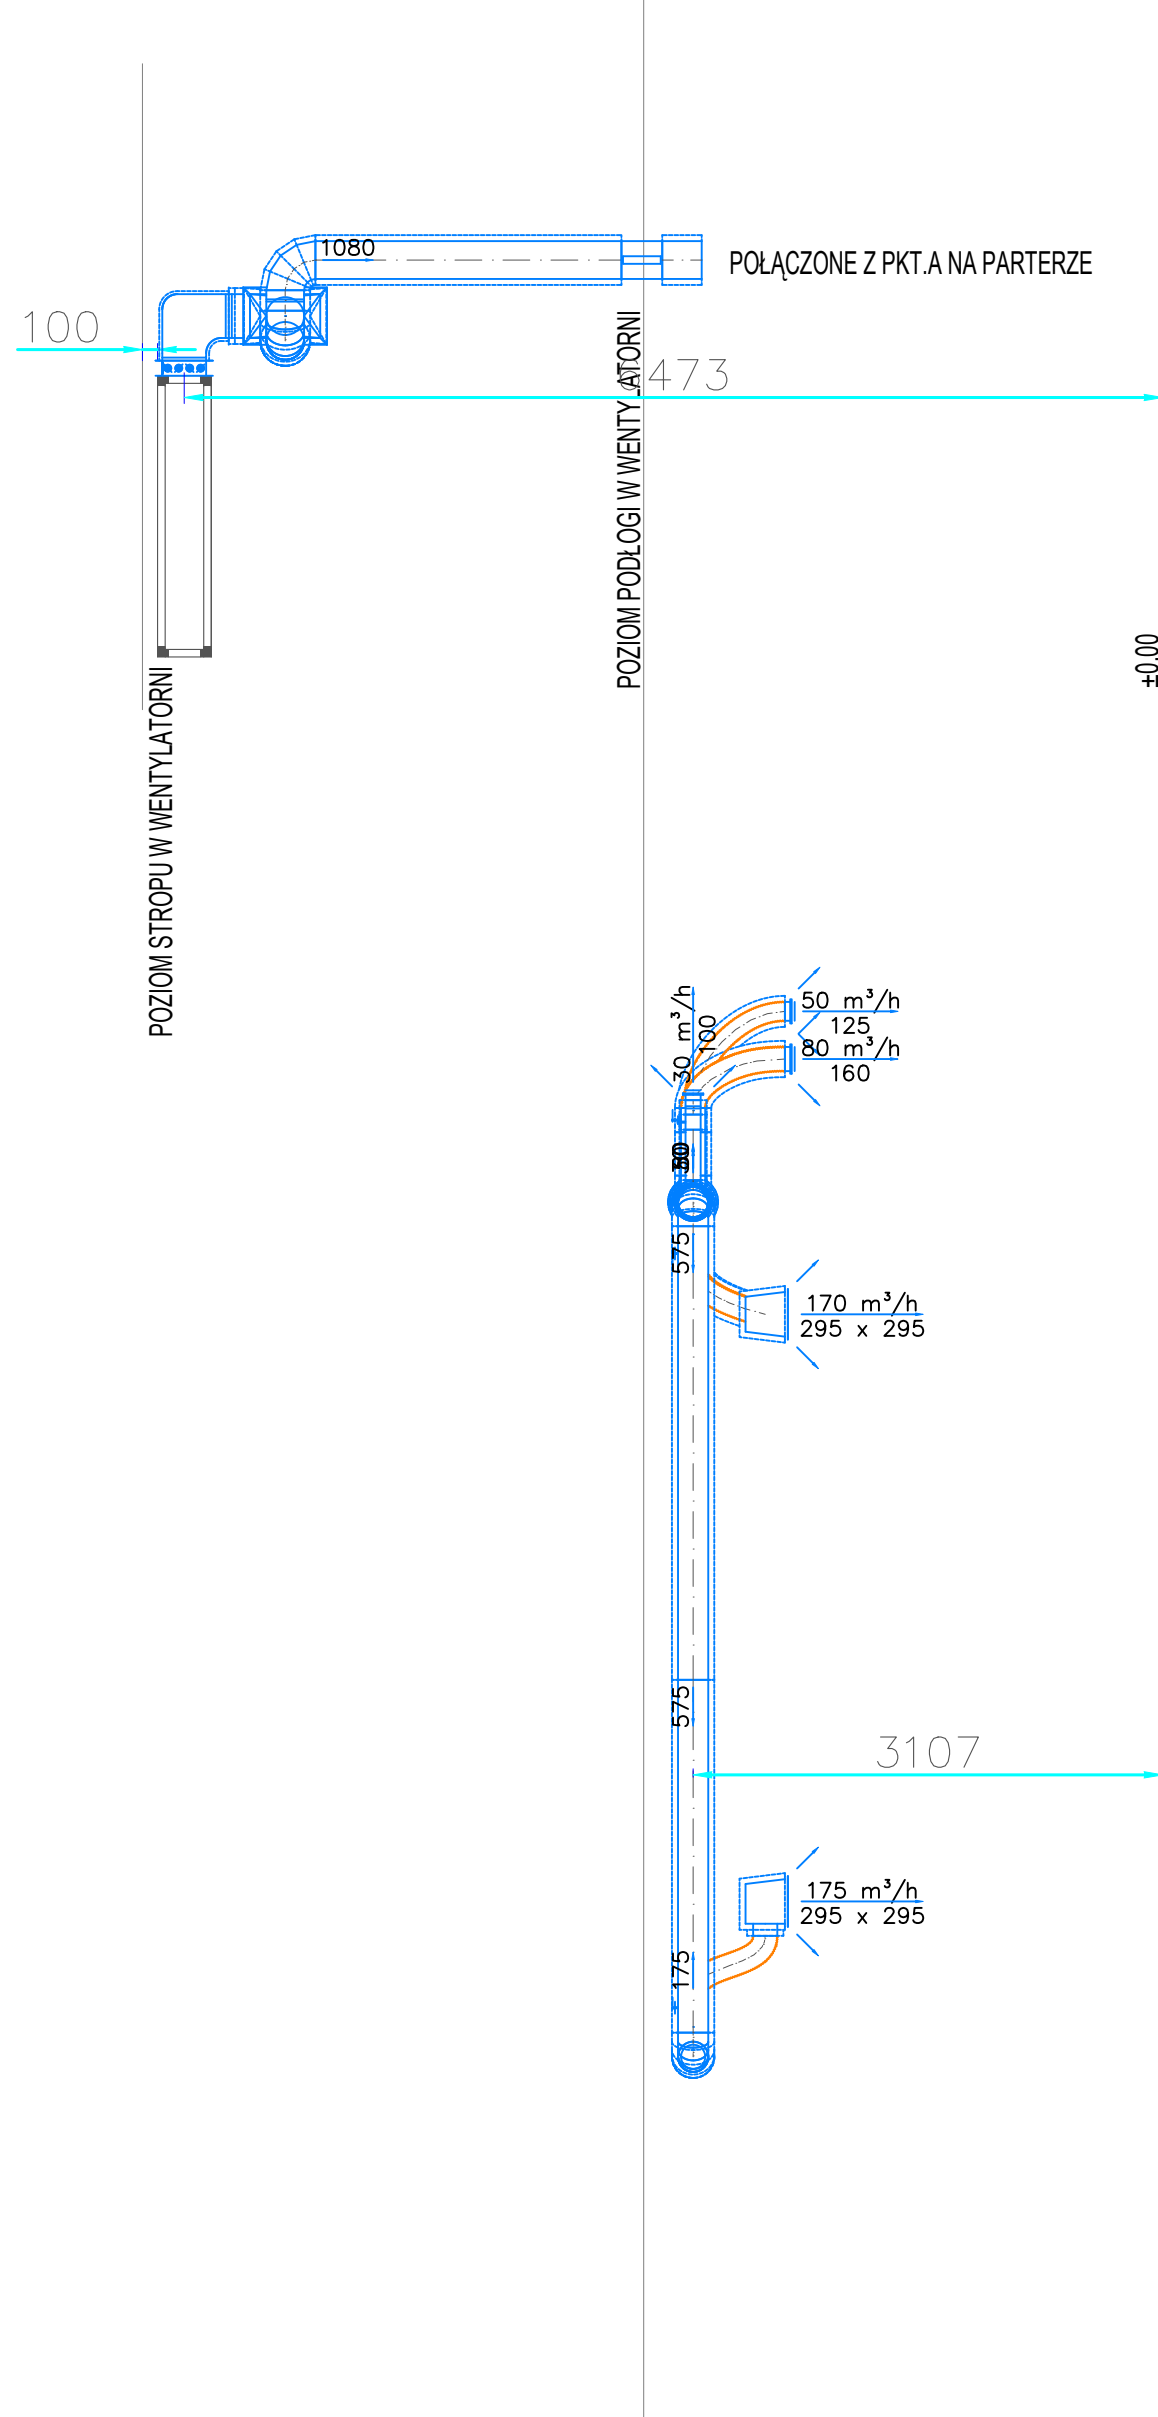 1080
POŁĄCZONE Z PKT.A NA PARTERZE
100
6473
POZIOM PODŁOGI W WENTYLATORNI
±0.00
POZIOM STROPU W WENTYLATORNI
30 m³/h
100
50 m³/h
125
80 m³/h
160
575
170 m³/h
295 x 295
575
3107
175 m³/h
295 x 295
175